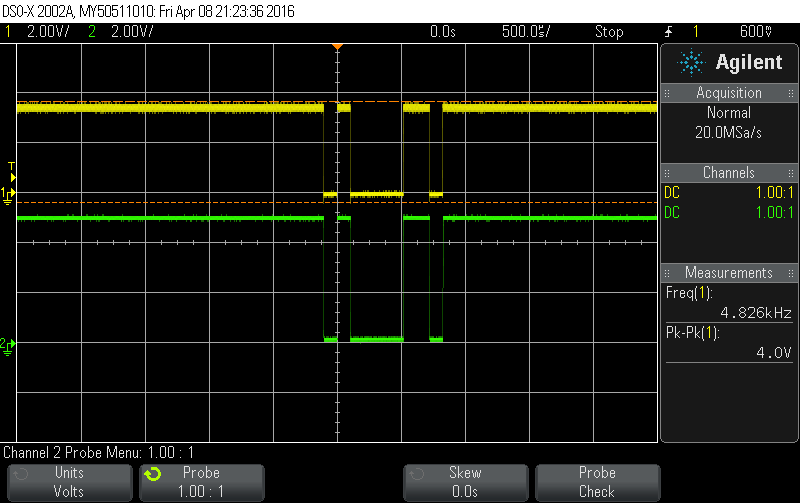 DSO-X 2002A, MY50511010: Fri Apr 08 21:23:36 2016
1 2.00V/ 2 2.00V/ 0.0s 500.0us/ Stop 1 600mV
Agilent
Acquisition
Normal
20.0MSa/s
Channels
DC 1.00:1
DC 1.00:1
Measurements
Freq(1):
4.826kHz
Pk-Pk(1):
4.0V
T
1
2
Channel 2 Probe Menu: 1.00 : 1
Units
Volts
Probe
1.00 : 1
Skew
0.0s
Probe
Check